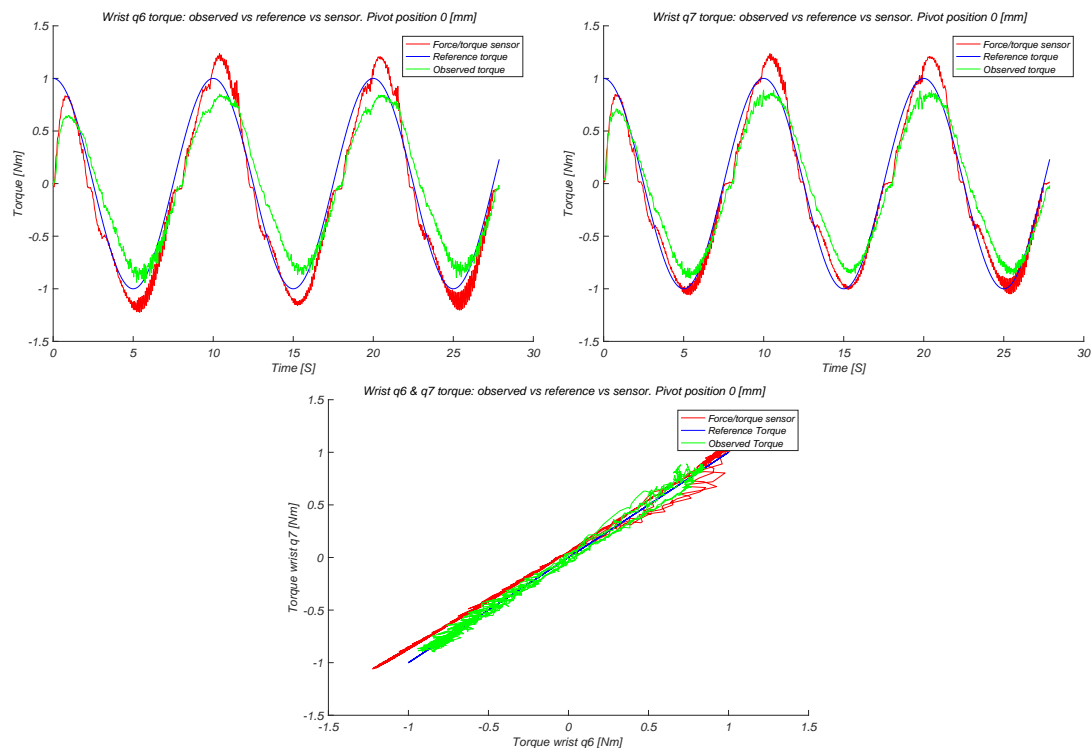 Wrist q6 torque: observed vs reference vs sensor. Pivot position 0 [mm]
1.5
1
0.5
0
-0.5
-1
-1.5
Torque [Nm]
Force/torque sensor
Reference torque
Observed torque
0 5 10 15 20 25 30
Time [S]
Wrist q7 torque: observed vs reference vs sensor. Pivot position 0 [mm]
1.5
1
0.5
0
-0.5
-1
-1.5
Torque [Nm]
Force/torque sensor
Reference torque
Observed torque
0 5 10 15 20 25 30
Time [S]
Wrist q6 & q7 torque: observed vs reference vs sensor. Pivot position 0 [mm]
1.5
1
0.5
0
-0.5
-1
-1.5
Torque wrist q7 [Nm]
Force/torque sensor
Reference Torque
Observed Torque
-1.5 -1 -0.5 0 0.5 1 1.5
Torque wrist q6 [Nm]